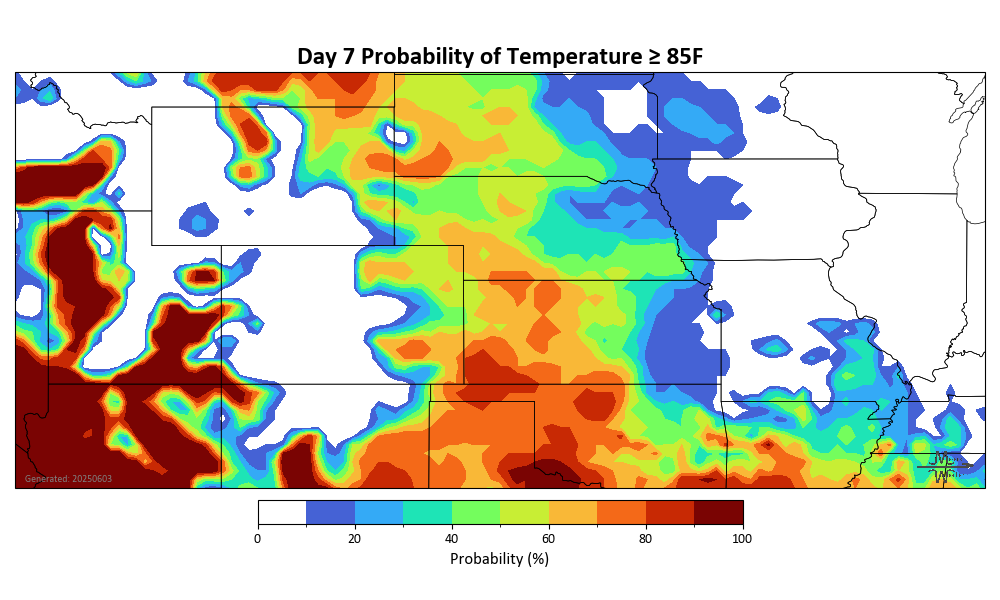 Day 7 Probability of Temperature ≥ 85F
Generated: 20250603
0 20 40 60 80 100
Probability (%)